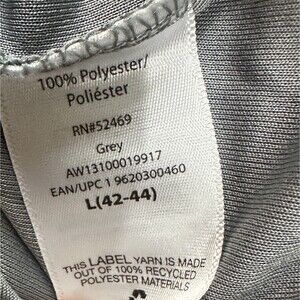 100% Polyester/
Poliéster
RN#52469
Grey
AW13100019917
EAN/UPC 1 9620300460
L(42-44)
THIS LABEL YARN IS MADE
OUT OF 100% RECYCLED
POLYESTER MATERIALS